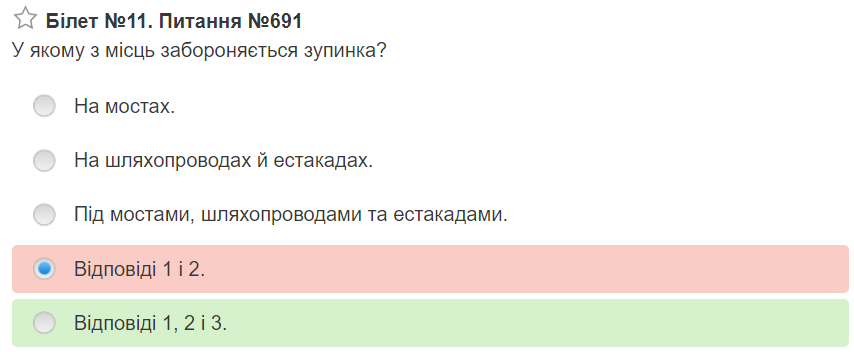 Білет №11. Питання №691
У якому з місць забороняється зупинка?
На мостах.
На шляхопроводах й естакадах.
Під мостами, шляхопроводами та естакадами.
Відповіді 1 і 2.
Відповіді 1, 2 і 3.